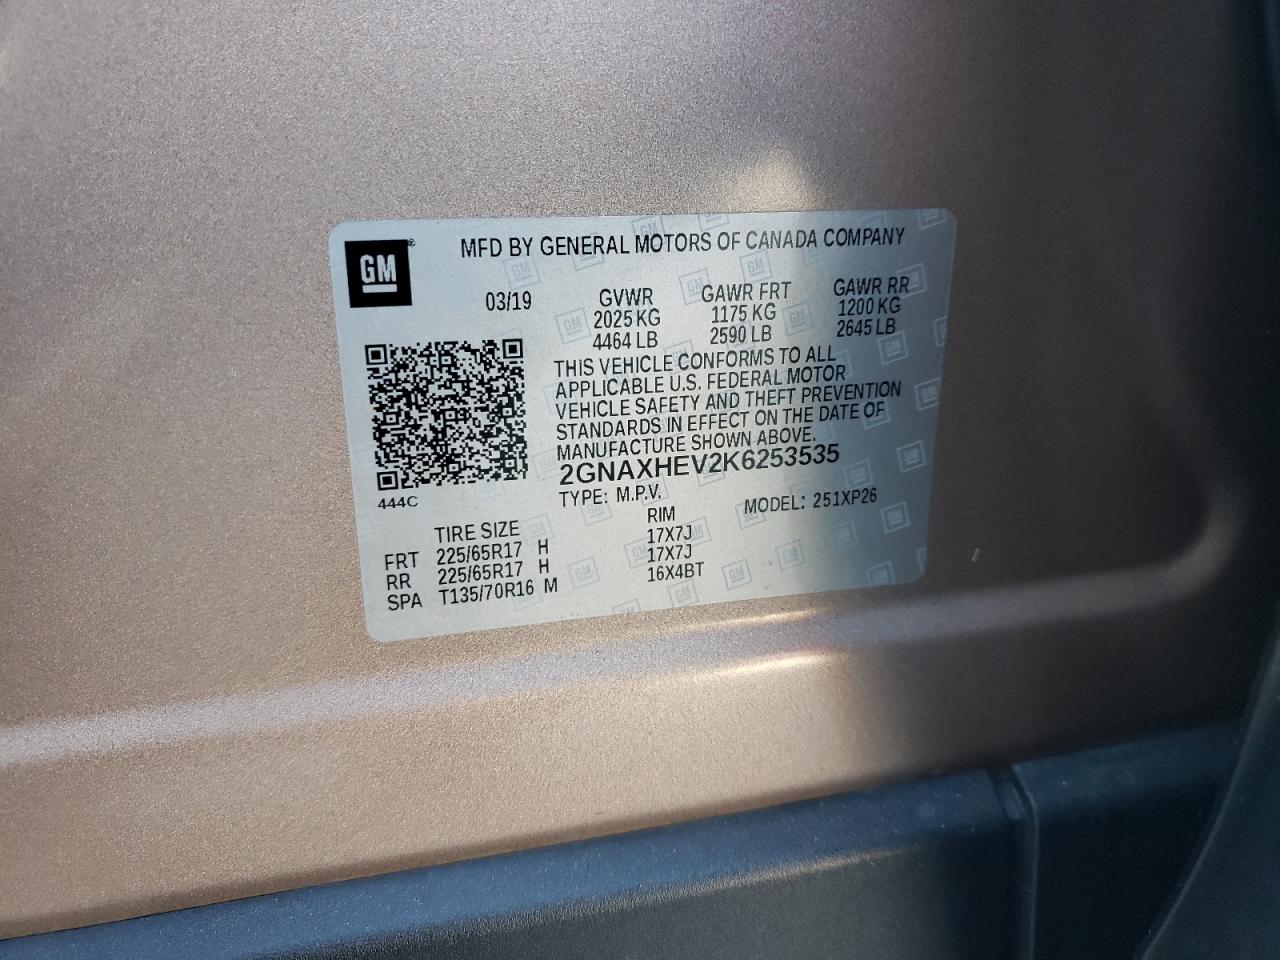 GM®
MFD BY GENERAL MOTORS OF CANADA COMPANY
03/19
GVWR
2025 KG
4464 LB
GAWR FRT
1175 KG
2590 LB
GAWR RR
1200 KG
2645 LB
THIS VEHICLE CONFORMS TO ALL
APPLICABLE U.S. FEDERAL MOTOR
VEHICLE SAFETY AND THEFT PREVENTION
STANDARDS IN EFFECT ON THE DATE OF
MANUFACTURE SHOWN ABOVE.
2GNAXHEV2K6253535
444C
TYPE: M.P.V.
MODEL: 251XP26
TIRE SIZE RIM
FRT 225/65R17 H 17X7J
RR 225/65R17 H 17X7J
SPA T135/70R16 M 16X4BT